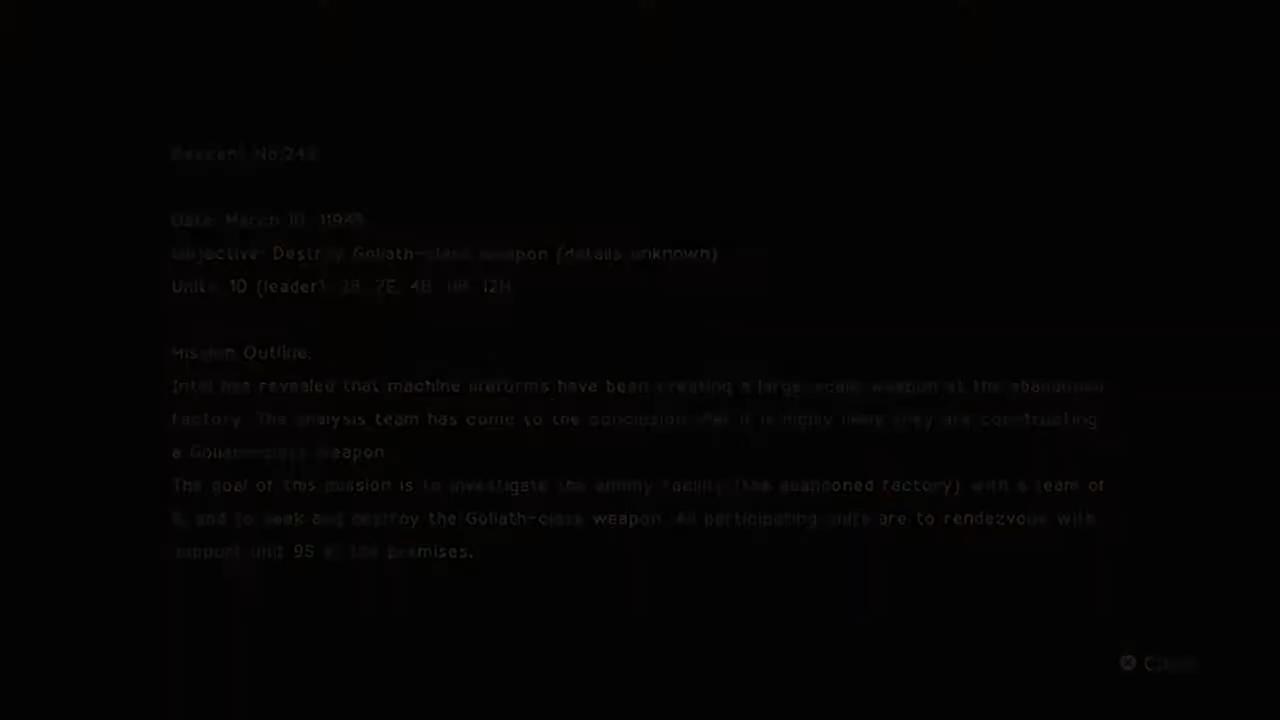 Descent No.243
Date: March 10, 11945
Objective: Destroy Goliath-class weapon (details unknown)
Units: 1D (leader), 2B, 7E, 4B, 11B, 12H
Mission Outline:
Intel has revealed that machine lifeforms have been creating a large-scale weapon at the abandoned
factory. The analysis team has come to the conclusion that it is highly likely they are constructing
a Goliath-class weapon.
The goal of this mission is to investigate the enemy facility (the abandoned factory) with a team of
6, and to seek and destroy the Goliath-class weapon. All participating units are to rendezvous with
support unit 9S at the premises.
Close